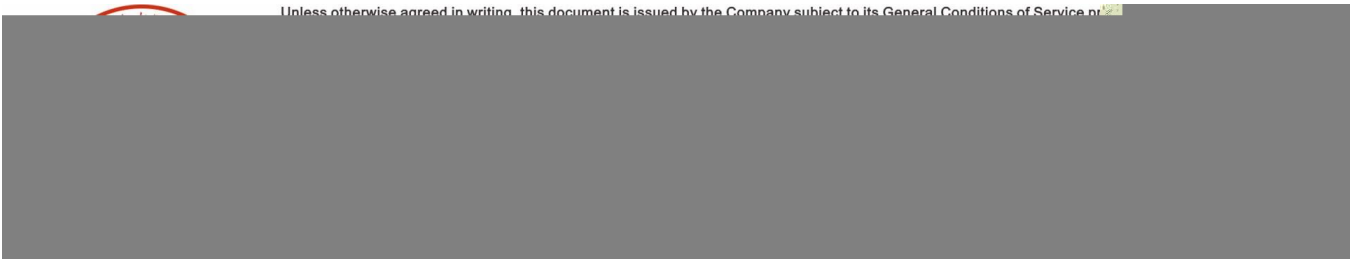 Unless otherwise agreed in writing, this document is issued by the Company subject to its General Conditions of Service